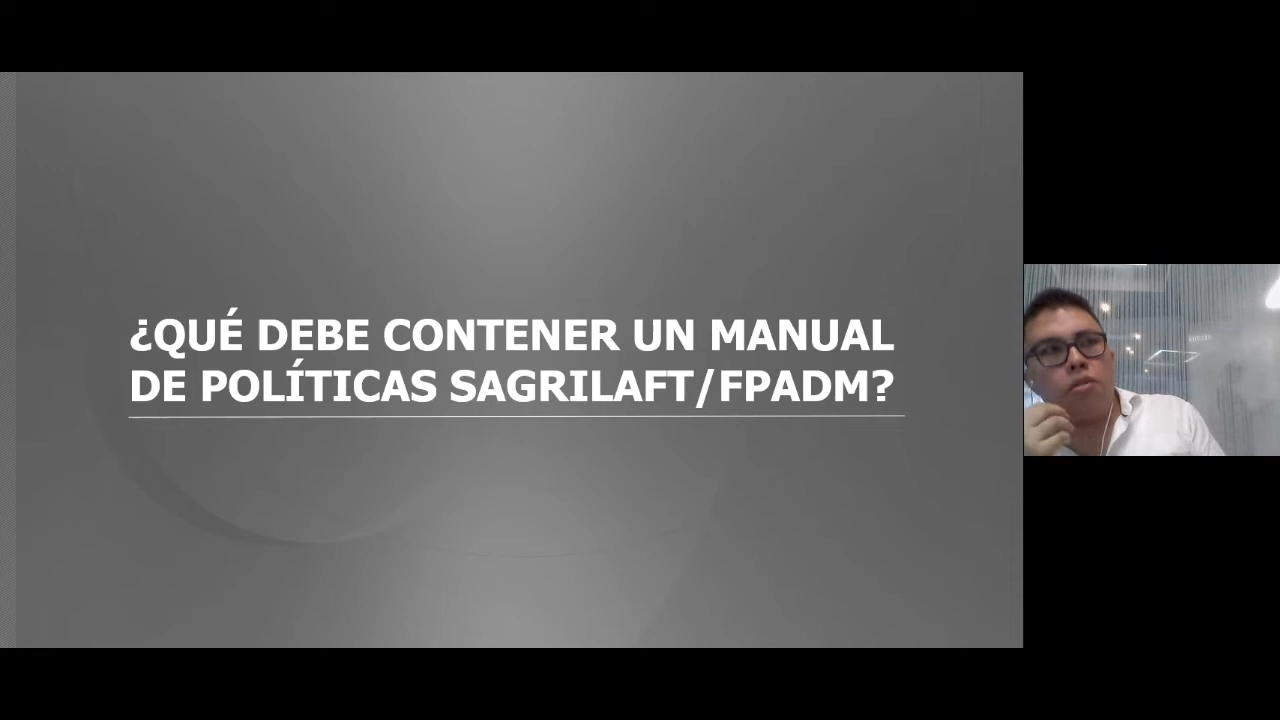 ¿QUÉ DEBE CONTENER UN MANUAL
DE POLÍTICAS SAGRILAFT/FPADM?